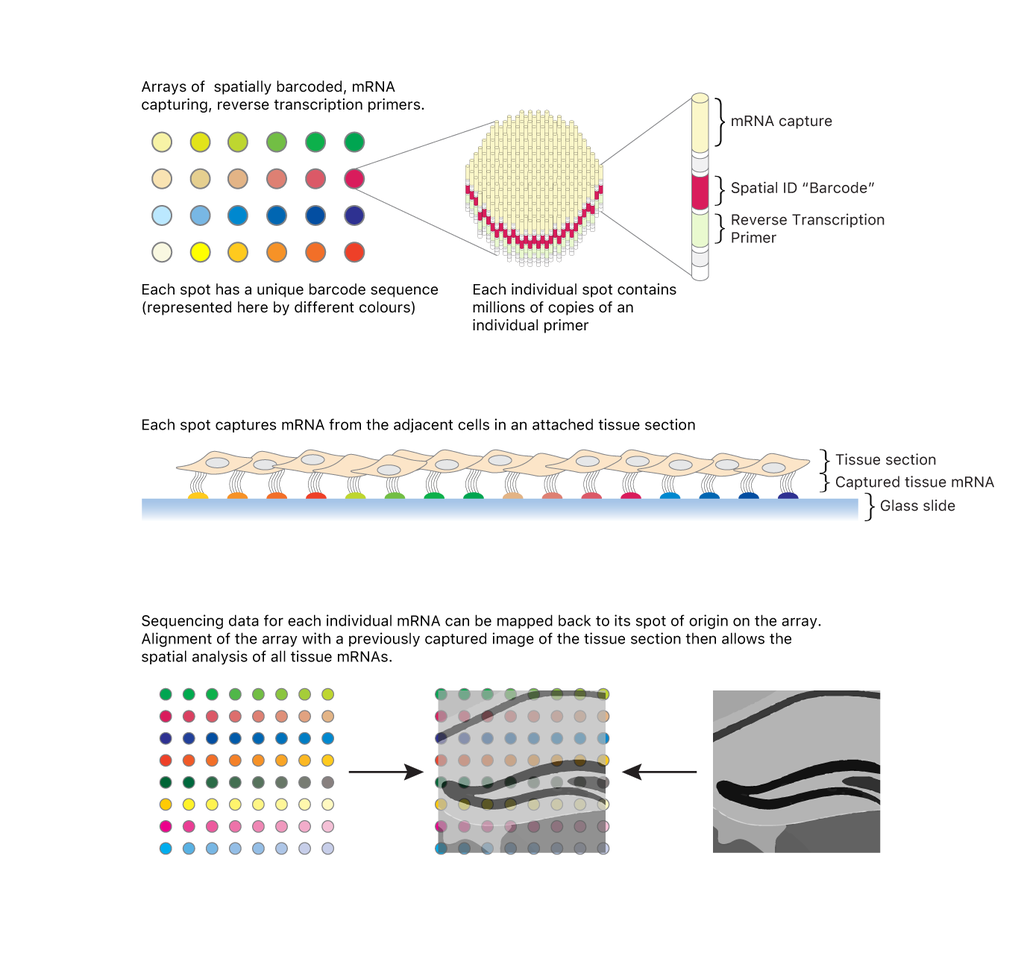 Arrays of  spatially barcoded, mRNA
capturing, reverse transcription primers.
mRNA capture
Spatial ID “Barcode”
Reverse Transcription
Primer
Each spot has a unique barcode sequence
(represented here by different colours)
Each individual spot contains
millions of copies of an
individual primer
Each spot captures mRNA from the adjacent cells in an attached tissue section
Tissue section
Captured tissue mRNA
Glass slide
Sequencing data for each individual mRNA can be mapped back to its spot of origin on the array.
Alignment of the array with a previously captured image of the tissue section then allows the
spatial analysis of all tissue mRNAs.